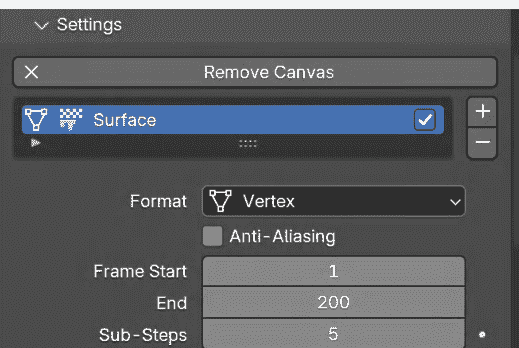 Settings
Remove Canvas
Surface
Format Vertex
Anti-Aliasing
Frame Start 1
End 200
Sub-Steps 5